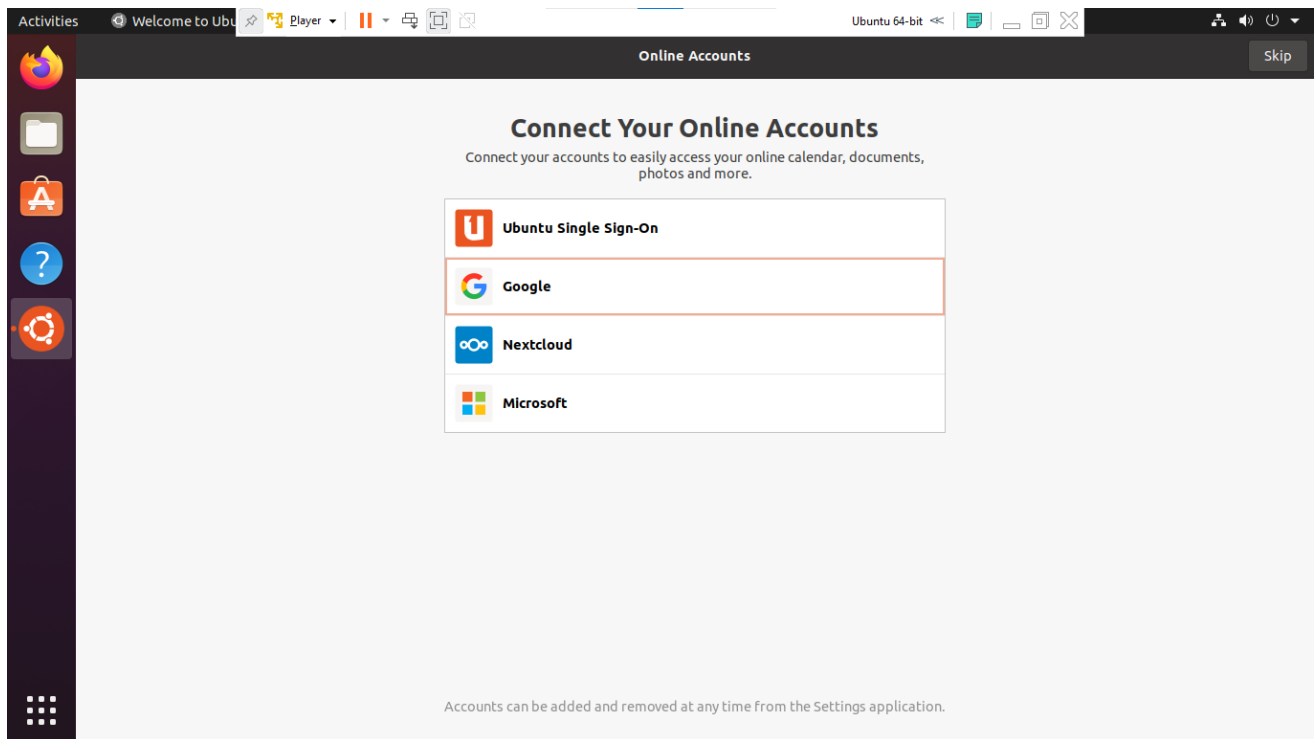 Activities
Welcome to Ubu
Player
Ubuntu 64-bit
Online Accounts
Skip
Connect Your Online Accounts
Connect your accounts to easily access your online calendar, documents,
photos and more.
Ubuntu Single Sign-On
Google
Nextcloud
Microsoft
Accounts can be added and removed at any time from the Settings application.